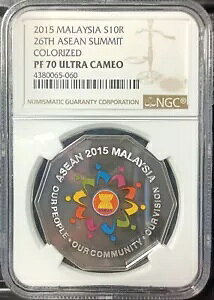 2015 MALAYSIA S10R
26TH ASEAN SUMMIT
COLORIZED
PF 70 ULTRA CAMEO
4380065-060
NUMISMATIC GUARANTY CORPORATION
NGC
ASEAN 2015 MALAYSIA
OUR PEOPLE • OUR COMMUNITY • OUR VISION